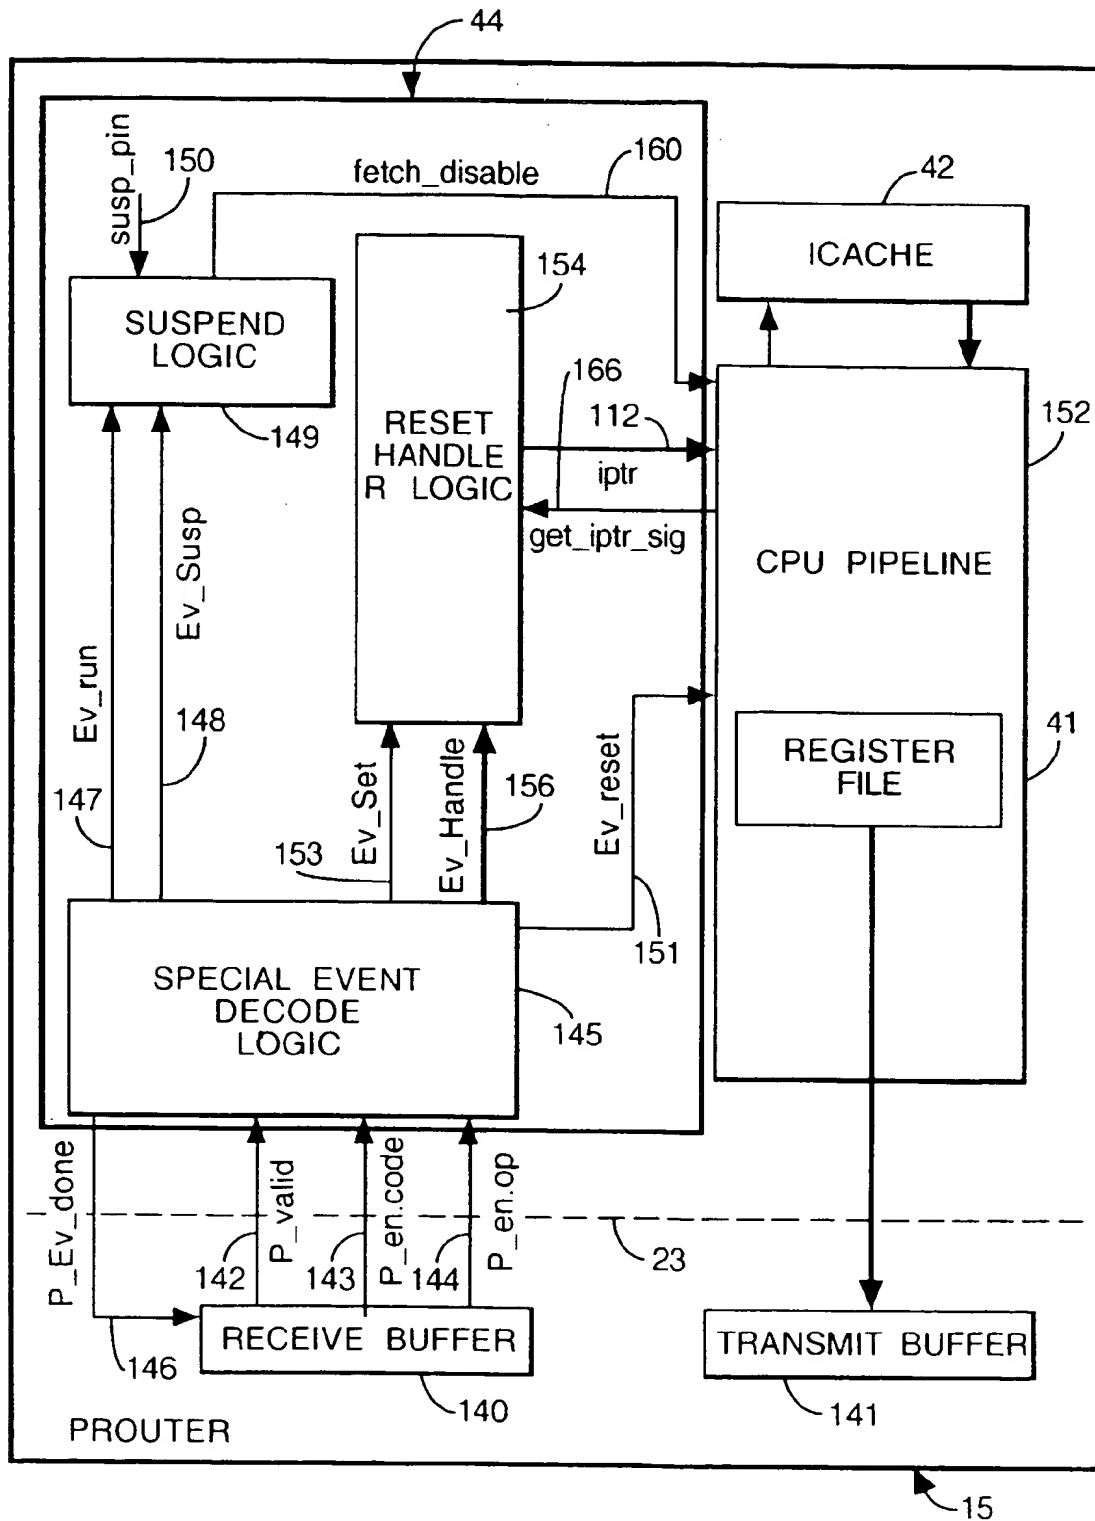 44
susp_pin
150
fetch_disable
160
42
ICACHE
154
SUSPEND
LOGIC
149
166
112
iptr
get_iptr_sig
RESET
HANDLE
R LOGIC
152
CPU PIPELINE
Ev_run
Ev_Susp
147
148
Ev_Set
153
Ev_Handle
156
Ev_reset
151
REGISTER
FILE
41
SPECIAL EVENT
DECODE
LOGIC
145
P_Ev_done
P_valid
P_en.code
P_en.op
142
143
144
23
146
RECEIVE BUFFER
140
TRANSMIT BUFFER
141
PROUTER
15